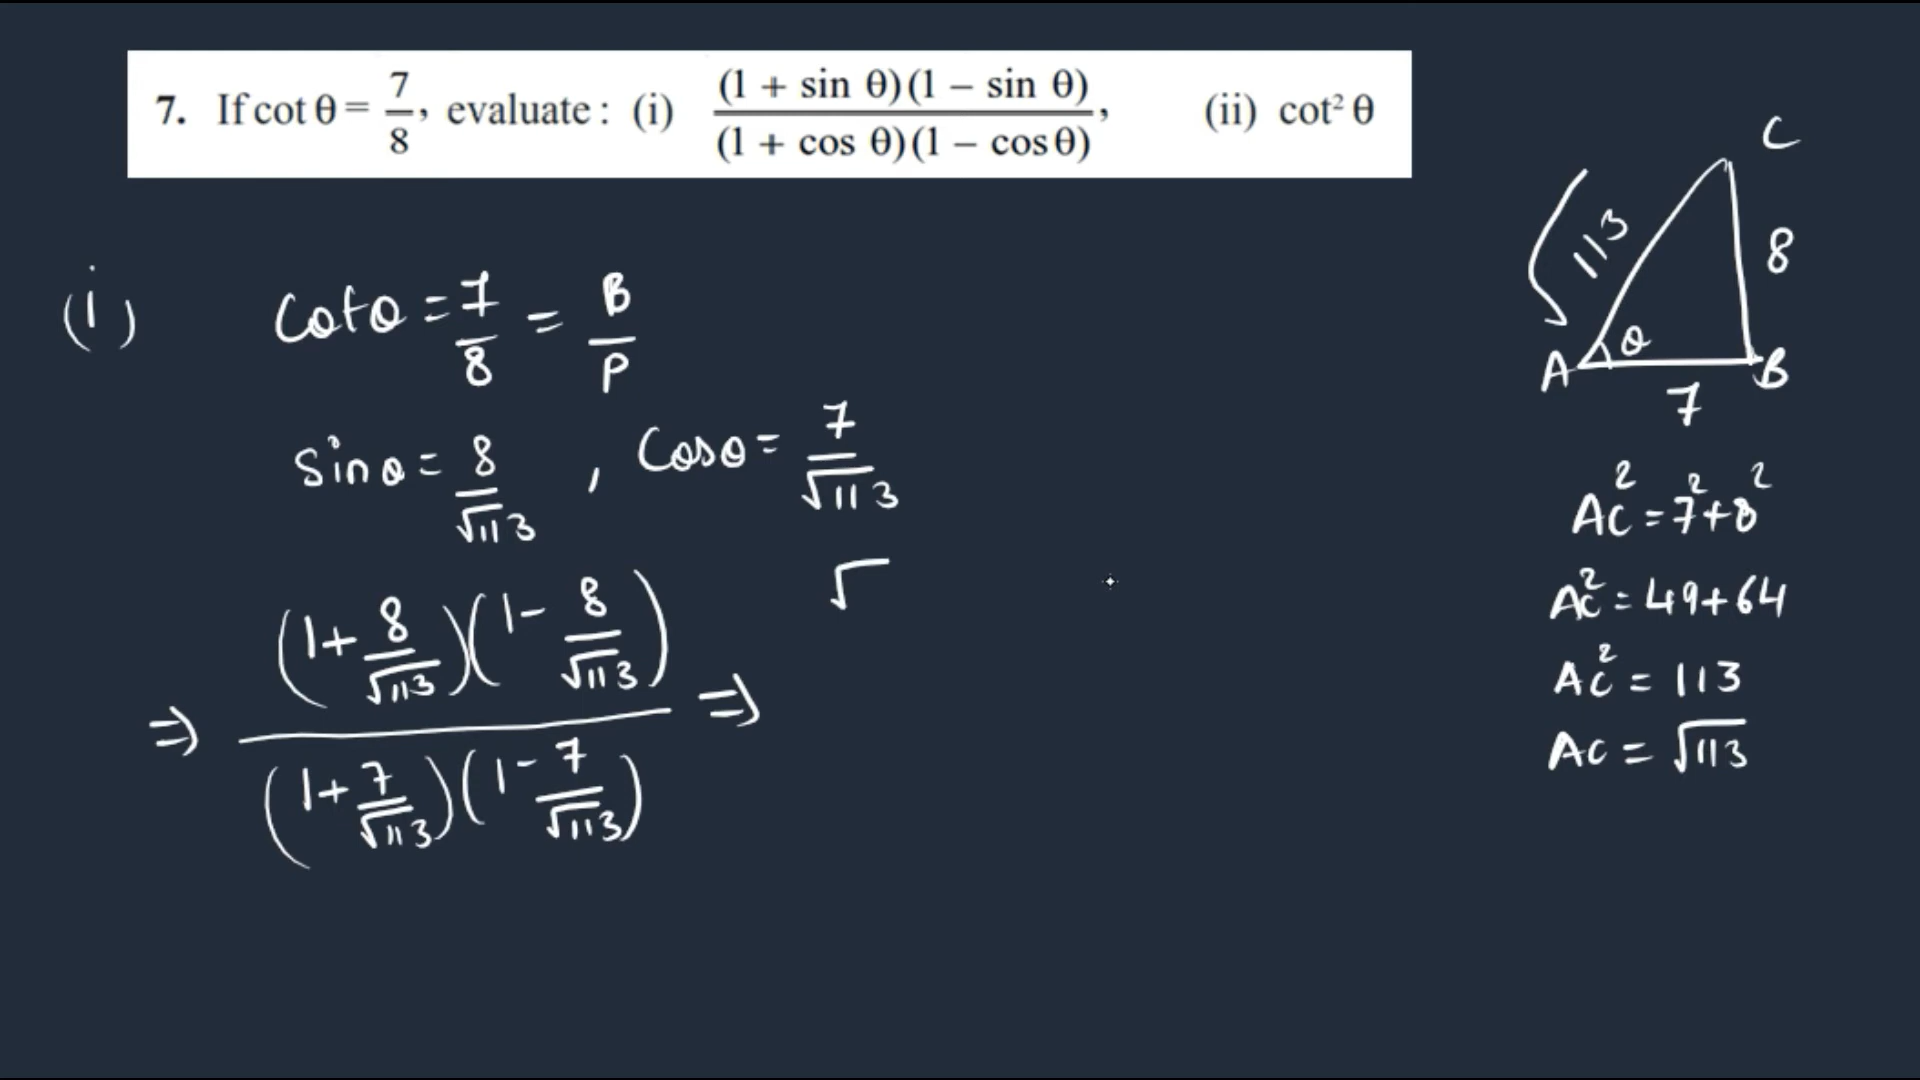 7. If cot θ = 7/8, evaluate : (i) (1 + sin θ)(1 – sin θ)/(1 + cos θ)(1 – cos θ), (ii) cot² θ
(i) Cotθ = 7/8 = B/P
Sinθ = 8/√113 , Cosθ = 7/√113
⇒ (1+8/√113)(1-8/√113)/(1+7/√113)(1-7/√113) ⇒ √
C
√113
8
θ
A
B
7
AC² = 7²+8²
AC² = 49+64
AC² = 113
AC = √113